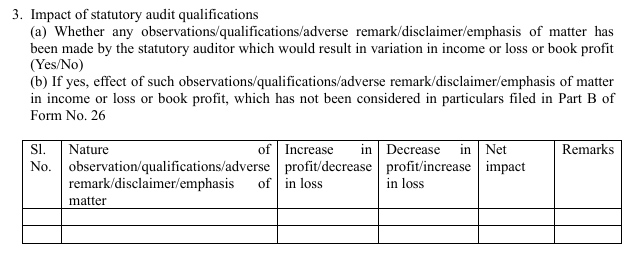 3. Impact of statutory audit qualifications
(a) Whether any observations/qualifications/adverse remark/disclaimer/emphasis of matter has
been made by the statutory auditor which would result in variation in income or loss or book profit
(Yes/No)
(b) If yes, effect of such observations/qualifications/adverse remark/disclaimer/emphasis of matter
in income or loss or book profit, which has not been considered in particulars filed in Part B of
Form No. 26
Sl. Nature of Increase in Decrease in Net Remarks
No. observation/qualifications/adverse profit/decrease profit/increase impact
remark/disclaimer/emphasis of in loss in loss
matter